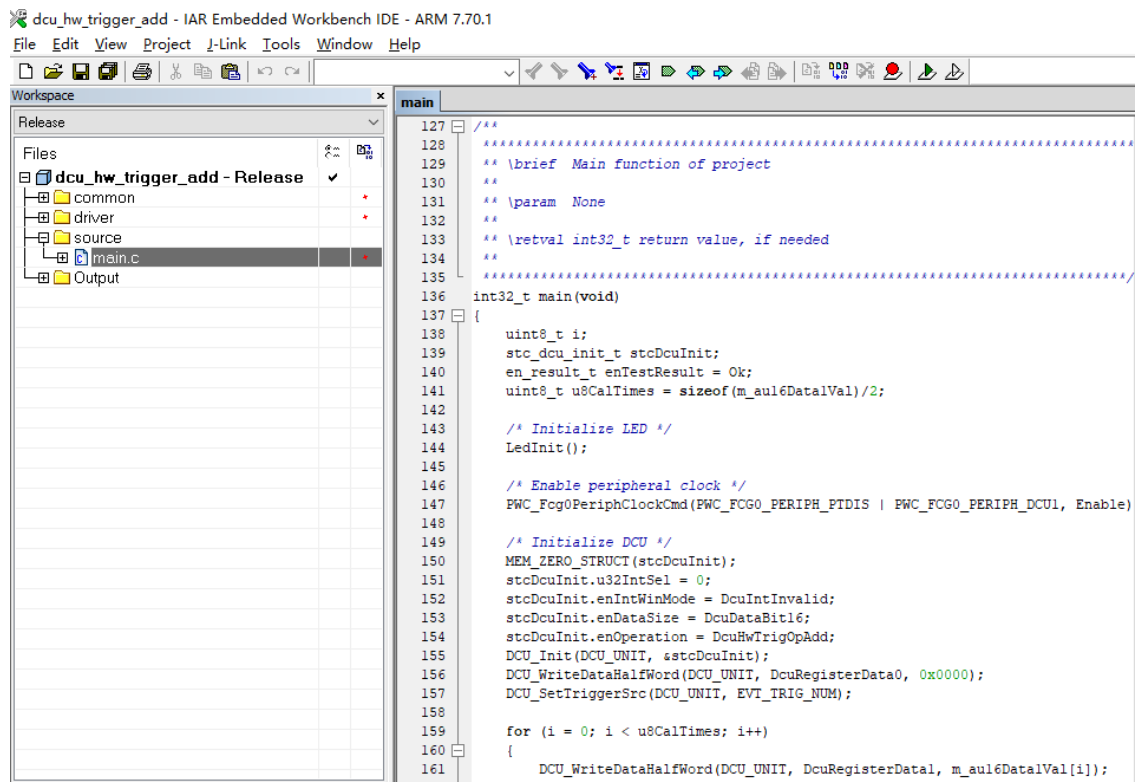 dcu_hw_trigger_add - IAR Embedded Workbench IDE - ARM 7.70.1
File Edit View Project J-Link Tools Window Help
Workspace
Release
Files
dcu_hw_trigger_add - Release
common
driver
source
main.c
Output
main
127 /**
128 *******************************************************************************
129 ** \brief Main function of project
130 **
131 ** \param None
132 **
133 ** \retval int32_t return value, if needed
134 **
135 ******************************************************************************/
136 int32_t main(void)
137 {
138 uint8_t i;
139 stc_dcu_init_t stcDcuInit;
140 en_result_t enTestResult = Ok;
141 uint8_t u8CalTimes = sizeof(m_au16Data1Val)/2;
142
143 /* Initialize LED */
144 LedInit();
145
146 /* Enable peripheral clock */
147 PWC_Fcg0PeriphClockCmd(PWC_FCG0_PERIPH_PTDIS | PWC_FCG0_PERIPH_DCU1, Enable)
148
149 /* Initialize DCU */
150 MEM_ZERO_STRUCT(stcDcuInit);
151 stcDcuInit.u32IntSel = 0;
152 stcDcuInit.enIntWinMode = DcuIntInvalid;
153 stcDcuInit.enDataSize = DcuDataBit16;
154 stcDcuInit.enOperation = DcuHwTrigOpAdd;
155 DCU_Init(DCU_UNIT, &stcDcuInit);
156 DCU_WriteDataHalfWord(DCU_UNIT, DcuRegisterData0, 0x0000);
157 DCU_SetTriggerSrc(DCU_UNIT, EVT_TRIG_NUM);
158
159 for (i = 0; i < u8CalTimes; i++)
160 {
161 DCU_WriteDataHalfWord(DCU_UNIT, DcuRegisterData1, m_au16Data1Val[i]);